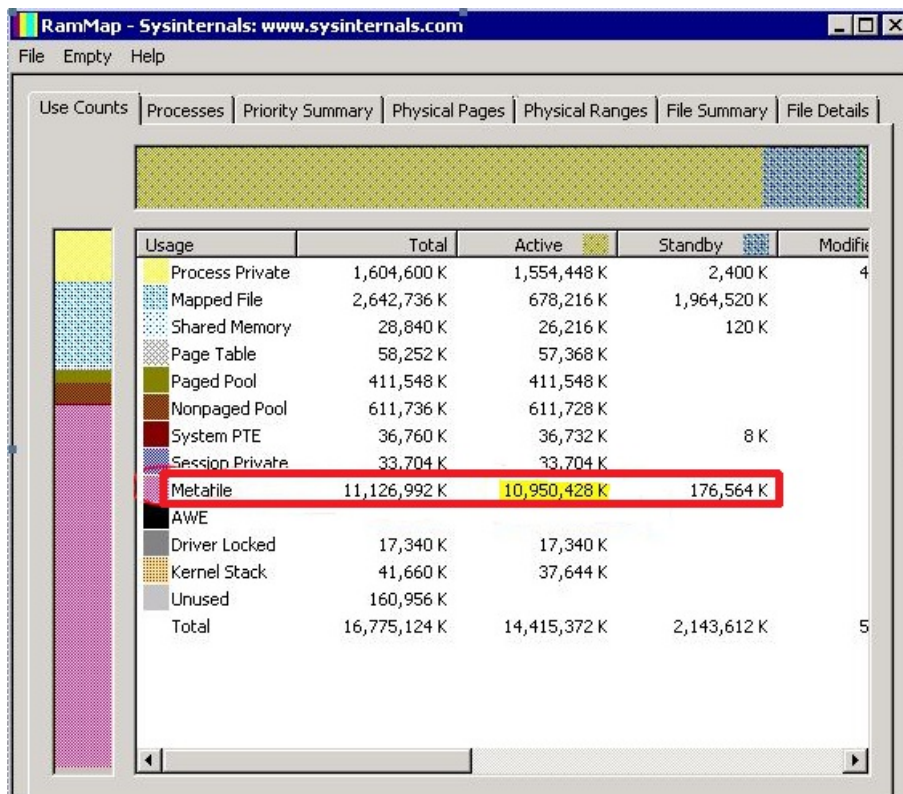 RamMap - Sysinternals: www.sysinternals.com
File Empty Help
Use Counts Processes Priority Summary Physical Pages Physical Ranges File Summary File Details
Usage Total Active Standby Modifie
Process Private 1,604,600 K 1,554,448 K 2,400 K 4
Mapped File 2,642,736 K 678,216 K 1,964,520 K
Shared Memory 28,840 K 26,216 K 120 K
Page Table 58,252 K 57,368 K
Paged Pool 411,548 K 411,548 K
Nonpaged Pool 611,736 K 611,728 K
System PTE 36,760 K 36,732 K 8 K
Session Private 33,704 K 33,704 K
Metafile 11,126,992 K 10,950,428 K 176,564 K
AWE
Driver Locked 17,340 K 17,340 K
Kernel Stack 41,660 K 37,644 K
Unused 160,956 K
Total 16,775,124 K 14,415,372 K 2,143,612 K 5